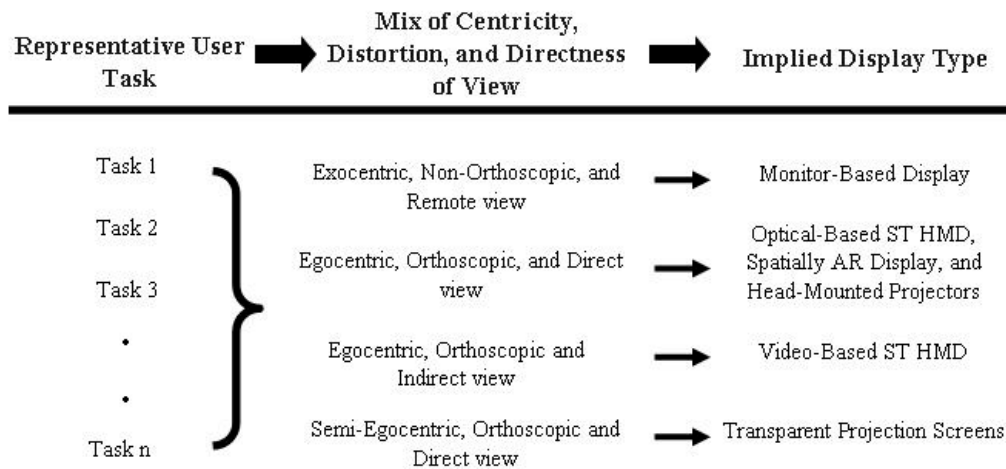 Representative User
Task
Mix of Centricity,
Distortion, and Directness
of View
Implied Display Type
Task 1
Task 2
Task 3
.
.
Task n
Exocentric, Non-Orthoscopic, and
Remote view
Monitor-Based Display
Egocentric, Orthoscopic, and Direct
view
Optical-Based ST HMD,
Spatially AR Display, and
Head-Mounted Projectors
Egocentric, Orthoscopic and
Indirect view
Video-Based ST HMD
Semi-Egocentric, Orthoscopic and
Direct view
Transparent Projection Screens